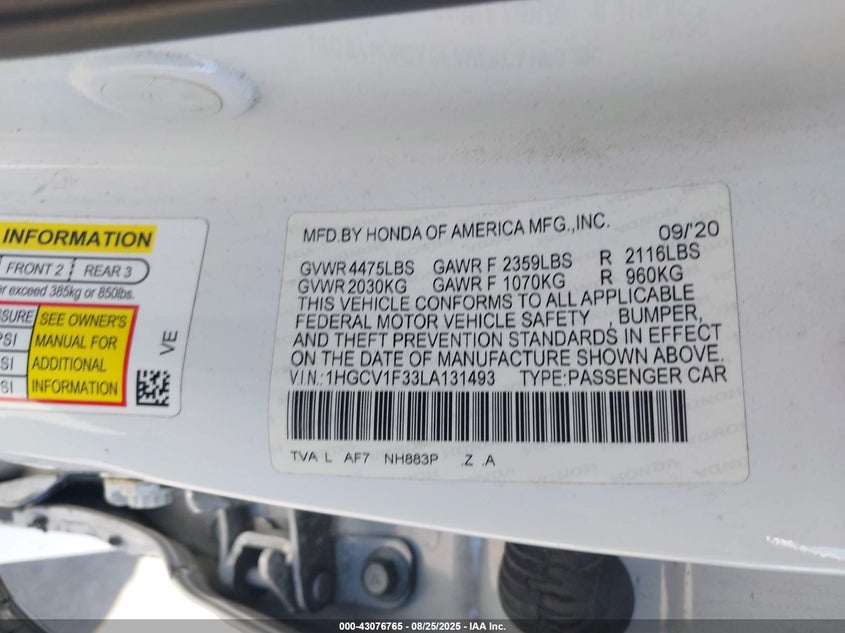 INFORMATION
FRONT 2 REAR 3
exceed 385kg or 850lbs.
SEE OWNER'S
PSI MANUAL FOR
SI ADDITIONAL
SI INFORMATION
VE
MFD.BY HONDA OF AMERICA MFG.,INC. 09/'20
GVWR 4475LBS GAWR F 2359LBS R 2116LBS
GVWR 2030KG GAWR F 1070KG R 960KG
THIS VEHICLE CONFORMS TO ALL APPLICABLE
FEDERAL MOTOR VEHICLE SAFETY , BUMPER,
AND THEFT PREVENTION STANDARDS IN EFFECT
ON THE DATE OF MANUFACTURE SHOWN ABOVE.
V.I.N.:1HGCV1F33LA131493 TYPE:PASSENGER CAR
TVA L AF7 NH883P .Z .A
000-43076765 - 08/25/2025 - IAA Inc.